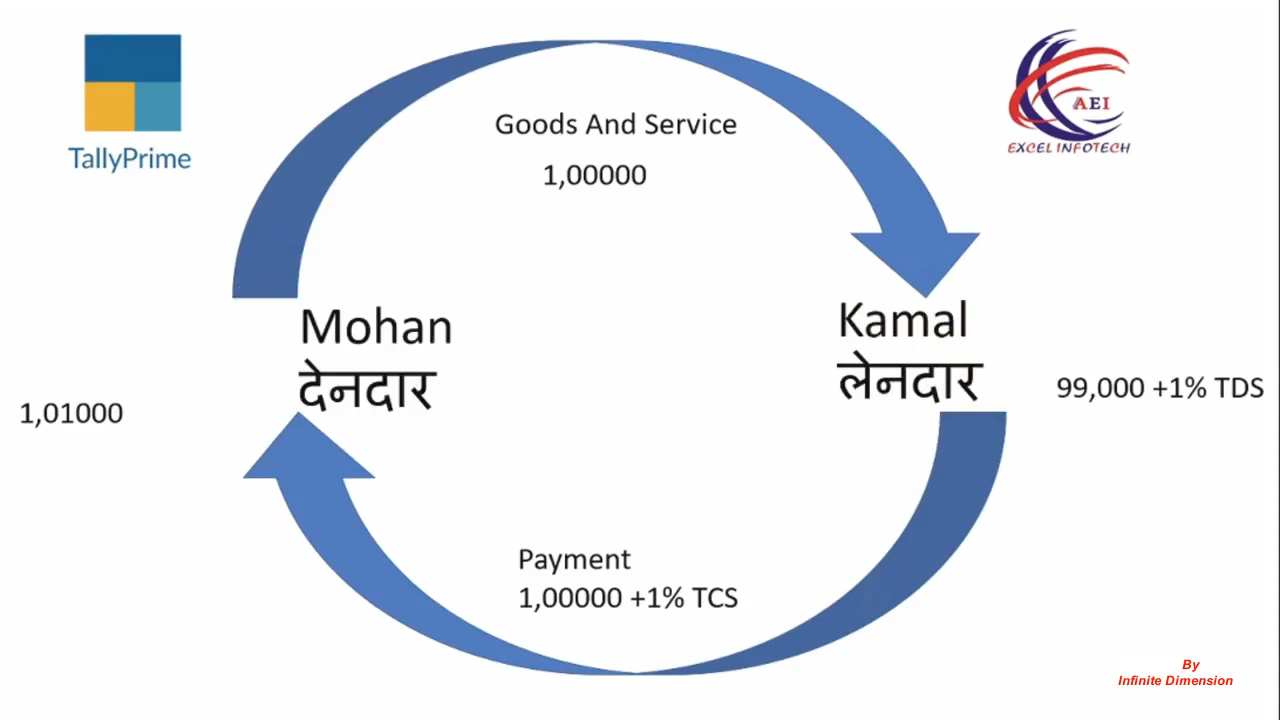 TallyPrime
AEI
EXCEL INFOTECH
Goods And Service
1,00000
Mohan
देनदार
Kamal
लेनदार
1,01000
99,000 +1% TDS
Payment
1,00000 +1% TCS
By
Infinite Dimension